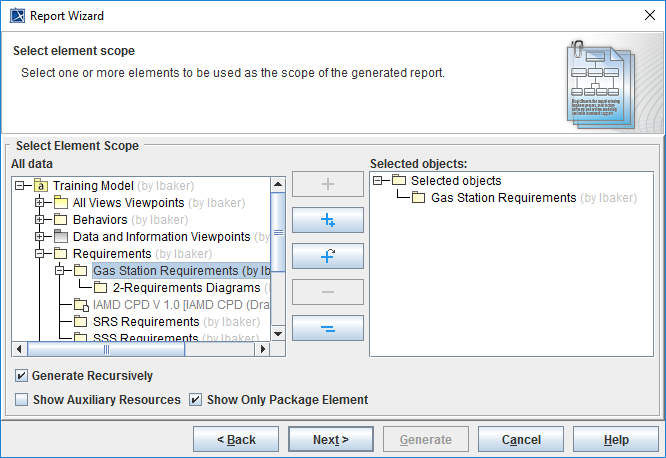 Report Wizard
Select element scope
Select one or more elements to be used as the scope of the generated report.
Select Element Scope
All data
Training Model (by lbaker)
All Views Viewpoints (by lbaker)
Behaviors (by lbaker)
Data and Information Viewpoints (by lba
Requirements (by lbaker)
Gas Station Requirements (by lb
2-Requirements Diagrams (by
IAMD CPD V 1.0 [IAMD CPD (Dra
SRS Requirements (by lbaker)
SSS Requirements (by lbaker)
Selected objects:
Selected objects
Gas Station Requirements (by lbaker)
Generate Recursively
Show Auxiliary Resources
Show Only Package Element
< Back
Next >
Generate
Cancel
Help